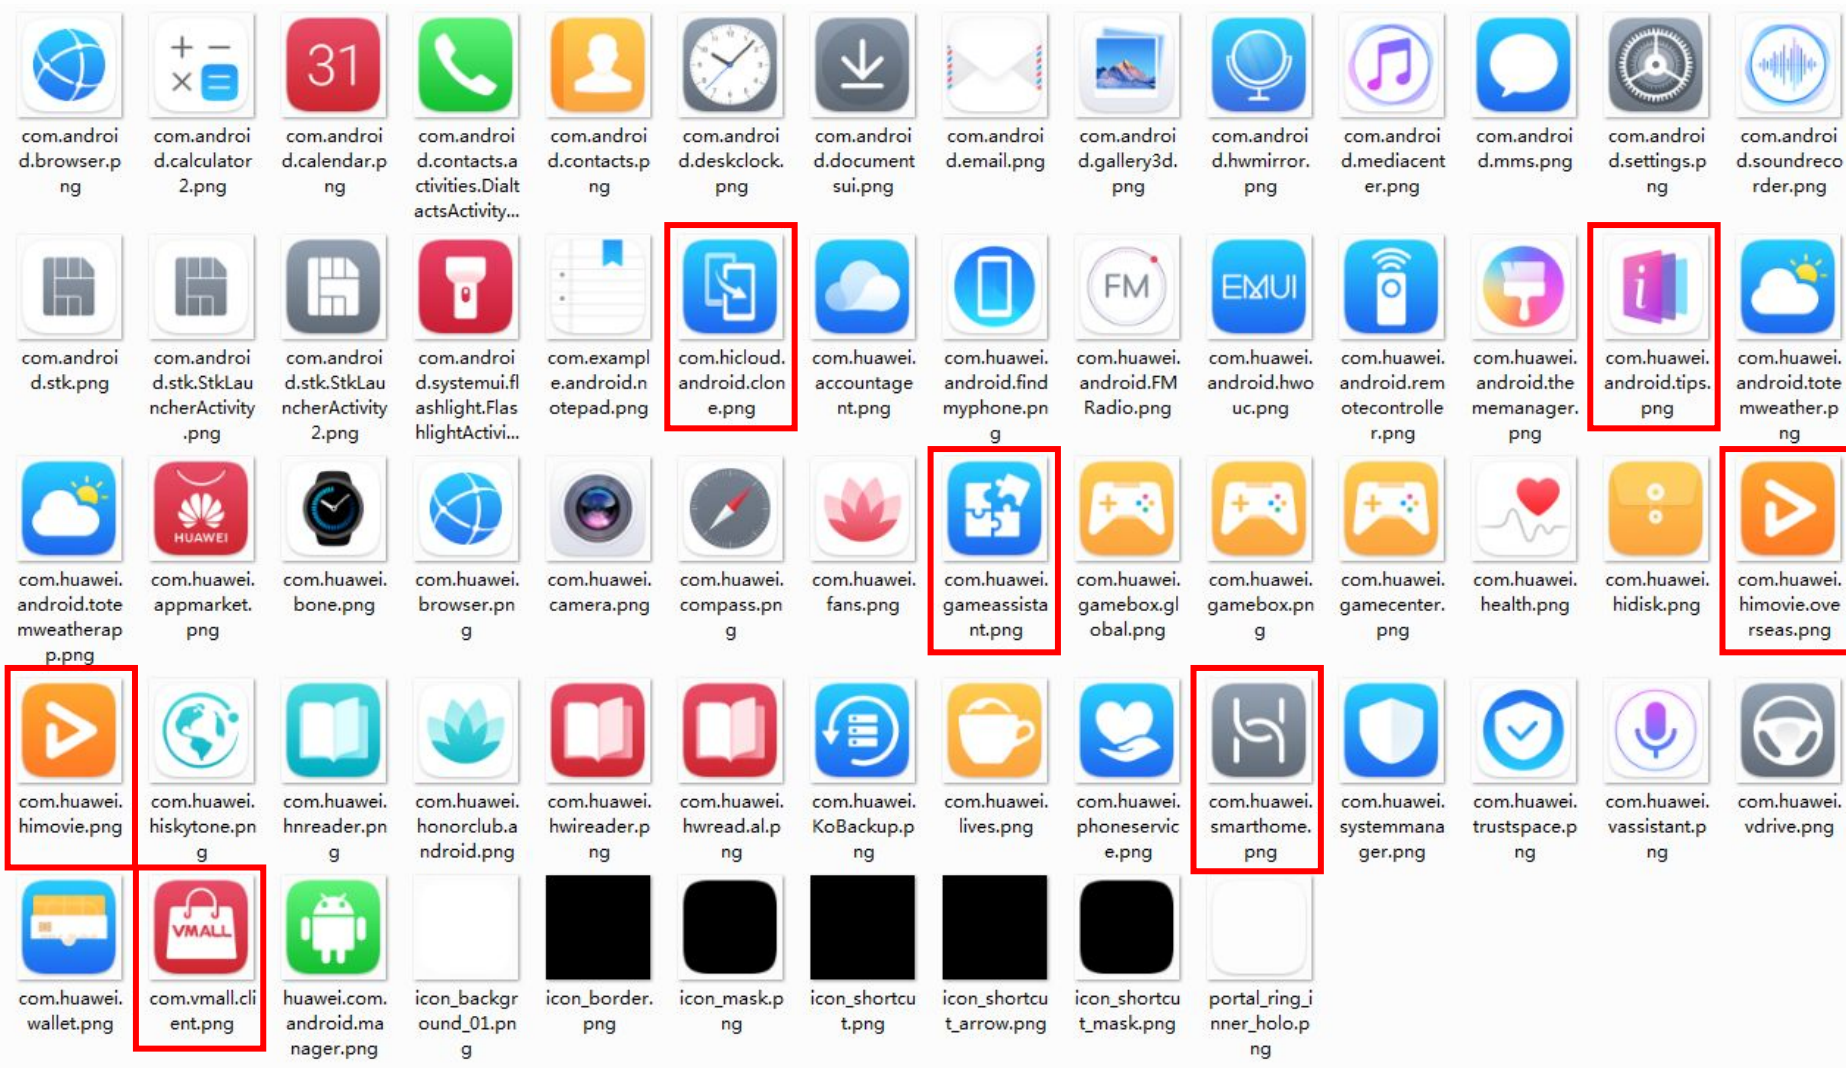 31
com.androi
d.browser.p
ng
com.androi
d.calculator
2.png
com.androi
d.calendar.p
ng
com.androi
d.contacts.a
ctivities.Dialt
actsActivity...
com.androi
d.contacts.p
ng
com.androi
d.deskclock.
png
com.androi
d.document
sui.png
com.androi
d.email.png
com.androi
d.gallery3d.
png
com.androi
d.hwmirror.
png
com.androi
d.mediacent
er.png
com.androi
d.mms.png
com.androi
d.settings.p
ng
com.androi
d.soundreco
rder.png
FM
EMUI
i
com.androi
d.stk.png
com.androi
d.stk.StkLau
ncherActivity
.png
com.androi
d.stk.StkLau
ncherActivity
2.png
com.androi
d.systemui.fl
ashlight.Flas
hlightActivi...
com.exampl
e.android.n
otepad.png
com.hicloud.
android.clon
e.png
com.huawei.
accountage
nt.png
com.huawei.
android.find
myphone.pn
g
com.huawei.
android.FM
Radio.png
com.huawei.
android.hwo
uc.png
com.huawei.
android.rem
otecontrolle
r.png
com.huawei.
android.the
memanager.
png
com.huawei.
android.tips.
png
com.huawei.
android.tote
mweather.p
ng
HUAWEI
com.huawei.
android.tote
mweatherap
p.png
com.huawei.
appmarket.
png
com.huawei.
bone.png
com.huawei.
browser.pn
g
com.huawei.
camera.png
com.huawei.
compass.pn
g
com.huawei.
fans.png
com.huawei.
gameassista
nt.png
com.huawei.
gamebox.gl
obal.png
com.huawei.
gamebox.pn
g
com.huawei.
gamecenter.
png
com.huawei.
health.png
com.huawei.
hidisk.png
com.huawei.
himovie.ove
rseas.png
com.huawei.
himovie.png
com.huawei.
hiskytone.pn
g
com.huawei.
hnreader.pn
g
com.huawei.
honorclub.a
ndroid.png
com.huawei.
hwireader.p
ng
com.huawei.
hwread.al.p
ng
com.huawei.
KoBackup.p
ng
com.huawei.
lives.png
com.huawei.
phoneservic
e.png
com.huawei.
smarthome.
png
com.huawei.
systemmana
ger.png
com.huawei.
trustspace.p
ng
com.huawei.
vassistant.p
ng
com.huawei.
vdrive.png
VMALL
com.huawei.
wallet.png
com.vmall.cli
ent.png
huawei.com.
android.ma
nager.png
icon_backgr
ound_01.pn
g
icon_border.
png
icon_mask.p
ng
icon_shortcu
t.png
icon_shortcu
t_arrow.png
icon_shortcu
t_mask.png
portal_ring_i
nner_holo.p
ng